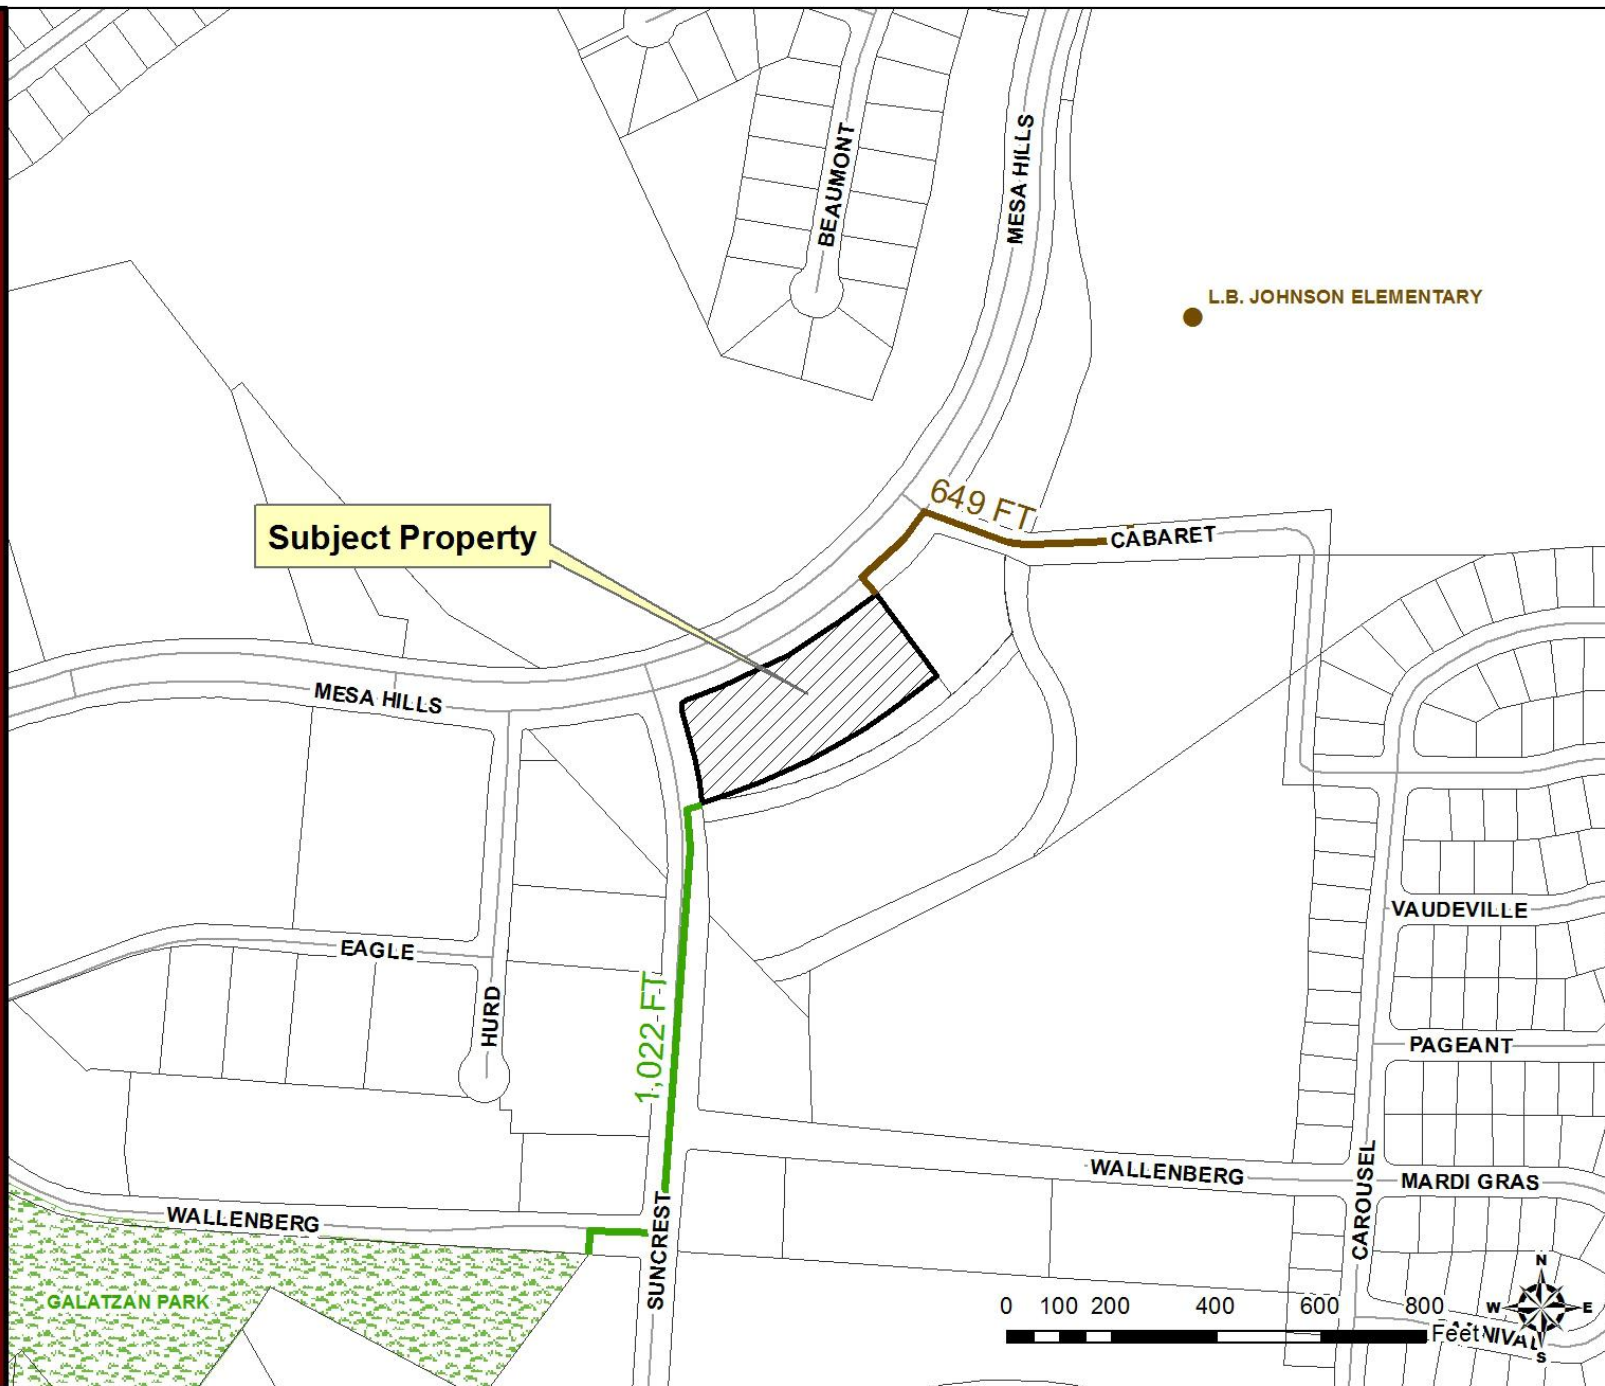 BEAUMONT
MESA HILLS
L.B. JOHNSON ELEMENTARY
649 FT
Subject Property
CABARET
MESA HILLS
VAUDEVILLE
EAGLE
HURD
1,022 FT
PAGEANT
WALLENBERG
MARDI GRAS
CAROUSEL
WALLENBERG
SUNCREST
GALATZAN PARK
N
W E
S
0 100 200 400 600 800
Feet